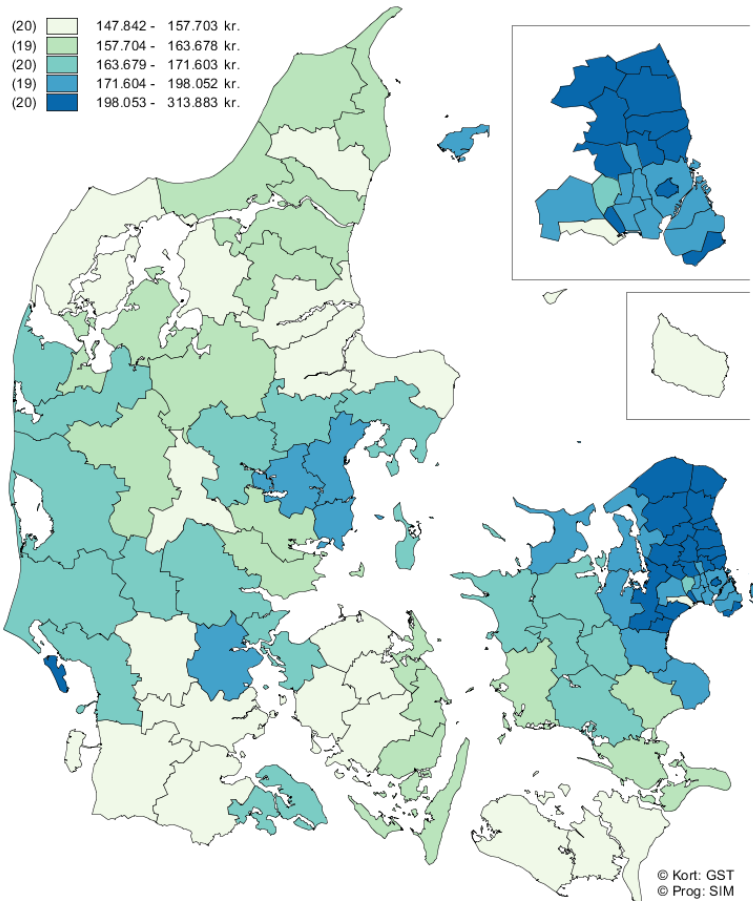 (20) 147.842 - 157.703 kr.
(19) 157.704 - 163.678 kr.
(20) 163.679 - 171.603 kr.
(19) 171.604 - 198.052 kr.
(20) 198.053 - 313.883 kr.
© Kort: GST
© Prog: SIM